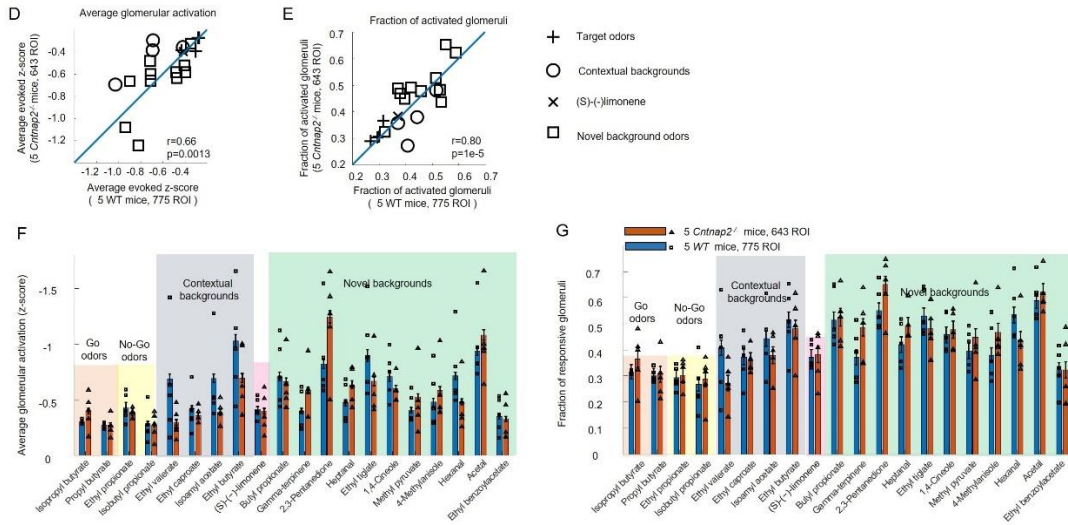 D
Average glomerular activation
Average evoked z-score
(5 Cntnap2-/- mice, 643 ROI)
-0.4
-0.6
-0.8
-1.0
-1.2
r=0.66
p=0.0013
-1.2 -1.0 -0.8 -0.6 -0.4
Average evoked z-score
( 5 WT mice, 775 ROI)
E
Fraction of activated glomeruli
Fraction of activated glomeruli
(5 Cntnap2-/- mice, 643 ROI)
0.7
0.6
0.5
0.4
0.3
0.2
r=0.80
p=1e-5
0.2 0.3 0.4 0.5 0.6 0.7
Fraction of activated glomeruli
( 5 WT mice, 775 ROI)
Target odors
Contextual backgrounds
(S)-(-)limonene
Novel background odors
F
Average glomerular activation (z-score)
-1.5
-1
-0.5
0
Go
odors
No-Go
odors
Contextual
backgrounds
Novel backgrounds
Isopropyl butyrate
Propyl butyrate
Ethyl propionate
Isobutyl propionate
Ethyl valerate
Ethyl caproate
Isoamyl acetate
Ethyl butyrate
(S)-(-)-limonene
Butyl propionate
Gamma-terpinene
2,3-Pentanedione
Heptanal
Ethyl tiglate
1,4-Cineole
Methyl pyruvate
4-Methylanisole
Hexanal
Acetal
Ethyl benzoylacetate
G
5 Cntnap2-/- mice, 643 ROI
5 WT mice, 775 ROI
Fraction of responsive glomeruli
0.7
0.6
0.5
0.4
0.3
0.2
0.1
0
Go
odors
No-Go
odors
Contextual
backgrounds
Novel backgrounds
Isopropyl butyrate
Propyl butyrate
Ethyl propionate
Isobutyl propionate
Ethyl valerate
Ethyl caproate
Isoamyl acetate
Ethyl butyrate
(S)-(-)-limonene
Butyl propionate
Gamma-terpinene
2,3-Pentanedione
Heptanal
Ethyl tiglate
1,4-Cineole
Methyl pyruvate
4-Methylanisole
Hexanal
Acetal
Ethyl benzoylacetate